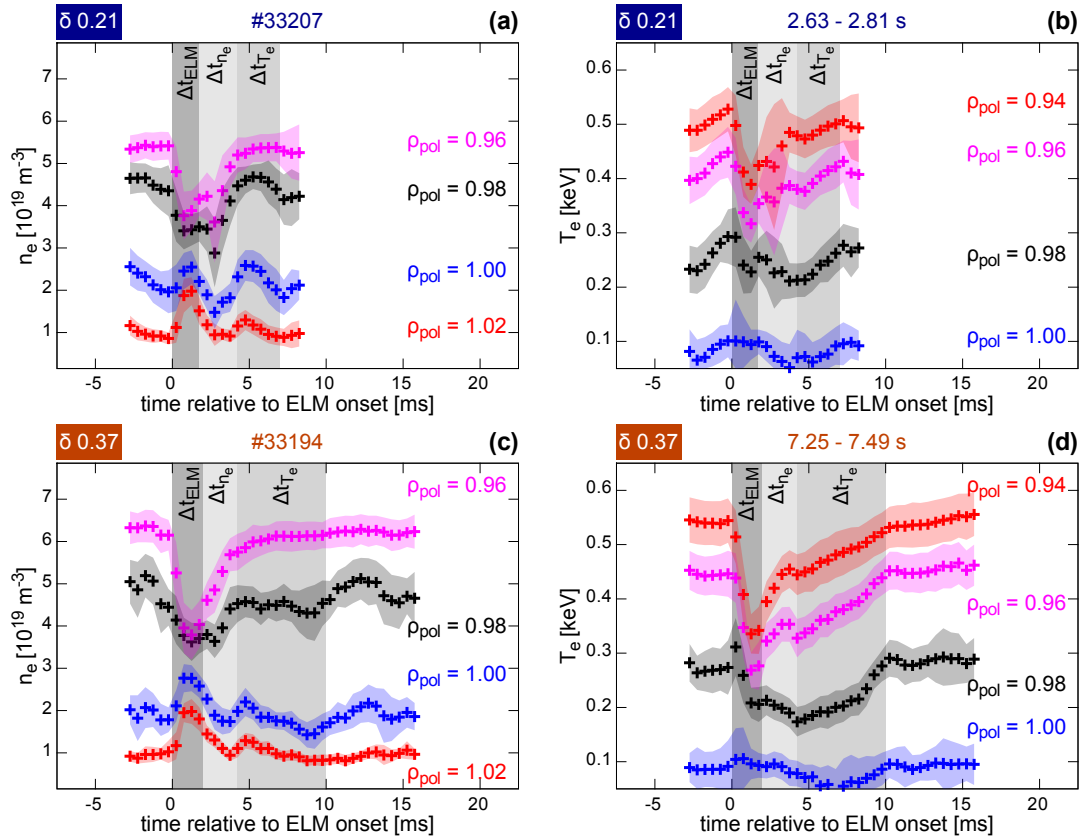 δ 0.21 #33207 (a)
Δt_ELM Δt_ne Δt_Te
7
6
5
4
3
2
1
n_e [10^19 m^-3]
ρ_pol = 0.96
ρ_pol = 0.98
ρ_pol = 1.00
ρ_pol = 1.02
-5 0 5 10 15 20
time relative to ELM onset [ms]
δ 0.21 2.63 - 2.81 s (b)
Δt_ELM Δt_ne Δt_Te
0.6
0.5
0.4
0.3
0.2
0.1
T_e [keV]
ρ_pol = 0.94
ρ_pol = 0.96
ρ_pol = 0.98
ρ_pol = 1.00
-5 0 5 10 15 20
time relative to ELM onset [ms]
δ 0.37 #33194 (c)
Δt_ELM Δt_ne Δt_Te
7
6
5
4
3
2
1
n_e [10^19 m^-3]
ρ_pol = 0.96
ρ_pol = 0.98
ρ_pol = 1.00
ρ_pol = 1.02
-5 0 5 10 15 20
time relative to ELM onset [ms]
δ 0.37 7.25 - 7.49 s (d)
Δt_ELM Δt_ne Δt_Te
0.6
0.5
0.4
0.3
0.2
0.1
T_e [keV]
ρ_pol = 0.94
ρ_pol = 0.96
ρ_pol = 0.98
ρ_pol = 1.00
-5 0 5 10 15 20
time relative to ELM onset [ms]